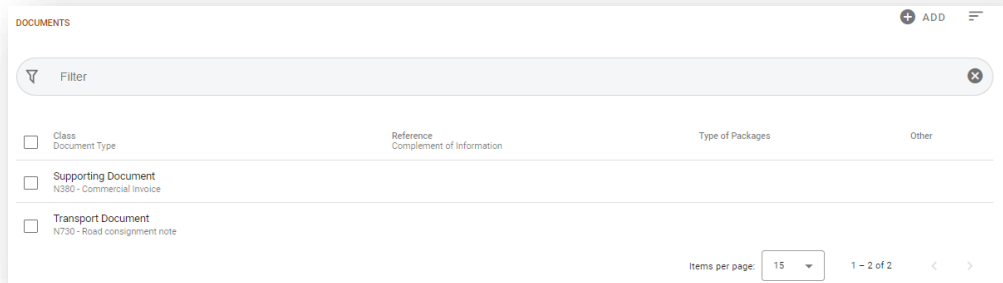 DOCUMENTS
ADD
Filter
Class
Document Type
Reference
Complement of Information
Type of Packages
Other
Supporting Document
N380 - Commercial Invoice
Transport Document
N730 - Road consignment note
Items per page: 15 1 – 2 of 2